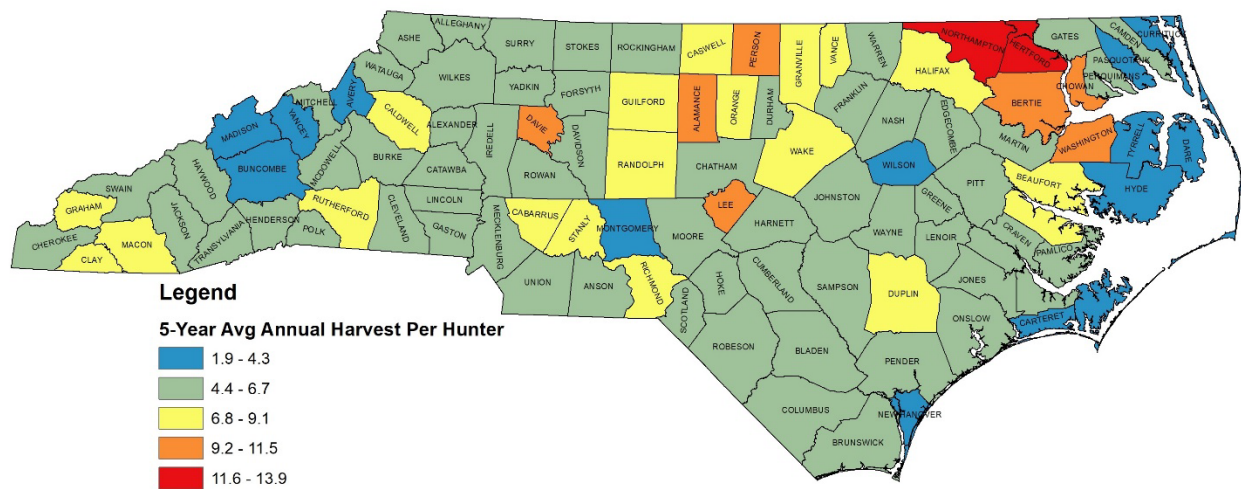 ALLEGHANY
ASHE
SURRY
STOKES
ROCKINGHAM
CASWELL
PERSON
GRANVILLE
VANCE
WARREN
NORTHAMPTON
HERTFORD
GATES
CAMDEN
CURRITUCK
PASQUOTANK
PERQUIMANS
CHOWAN
HALIFAX
BERTIE
WATAUGA
WILKES
YADKIN
FORSYTH
GUILFORD
ALAMANCE
ORANGE
DURHAM
FRANKLIN
NASH
EDGECOMBE
MARTIN
WASHINGTON
TYRRELL
DARE
HYDE
MITCHELL
AVERY
CALDWELL
ALEXANDER
IREDELL
DAVIE
DAVIDSON
RANDOLPH
CHATHAM
WAKE
WILSON
PITT
BEAUFORT
MADISON
YANCEY
BUNCOMBE
MCDOWELL
BURKE
CATAWBA
ROWAN
LINCOLN
HAYWOOD
SWAIN
GRAHAM
CHEROKEE
CLAY
MACON
JACKSON
TRANSYLVANIA
HENDERSON
POLK
RUTHERFORD
CLEVELAND
GASTON
MECKLENBURG
CABARRUS
STANLY
MONTGOMERY
MOORE
LEE
HARNETT
JOHNSTON
WAYNE
GREENE
LENOIR
CRAVEN
PAMLICO
JONES
CARTERET
ONSLOW
DUPLIN
SAMPSON
CUMBERLAND
HOKE
SCOTLAND
RICHMOND
ANSON
UNION
ROBESON
BLADEN
PENDER
NEW HANOVER
COLUMBUS
BRUNSWICK
Legend
5-Year Avg Annual Harvest Per Hunter
1.9 - 4.3
4.4 - 6.7
6.8 - 9.1
9.2 - 11.5
11.6 - 13.9